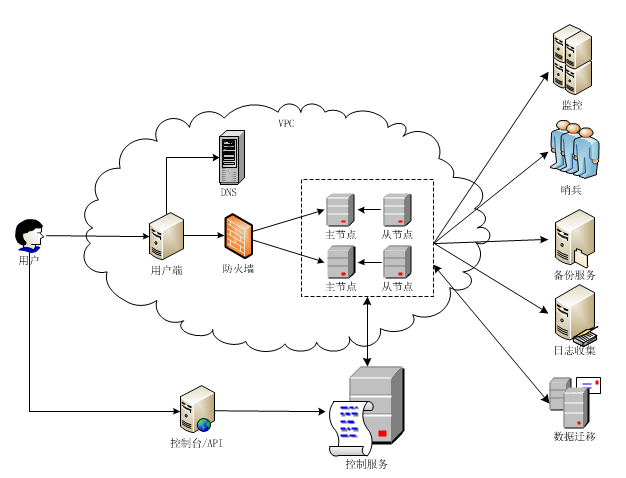 监控
VPC
哨兵
DNS
主节点
从节点
用户
用户端
防火墙
主节点
从节点
备份服务
日志收集
控制台/API
控制服务
数据迁移